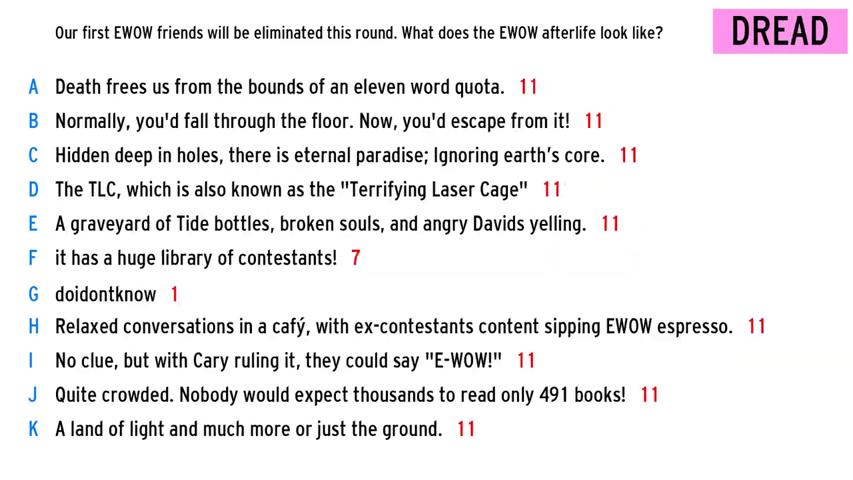 Our first EWOW friends will be eliminated this round. What does the EWOW afterlife look like?
DREAD
A Death frees us from the bounds of an eleven word quota. 11
B Normally, you'd fall through the floor. Now, you'd escape from it! 11
C Hidden deep in holes, there is eternal paradise; Ignoring earth’s core. 11
D The TLC, which is also known as the "Terrifying Laser Cage" 11
E A graveyard of Tide bottles, broken souls, and angry Davids yelling. 11
F it has a huge library of contestants! 7
G doidontknow 1
H Relaxed conversations in a cafý, with ex-contestants content sipping EWOW espresso. 11
I No clue, but with Cary ruling it, they could say "E-WOW!" 11
J Quite crowded. Nobody would expect thousands to read only 491 books! 11
K A land of light and much more or just the ground. 11